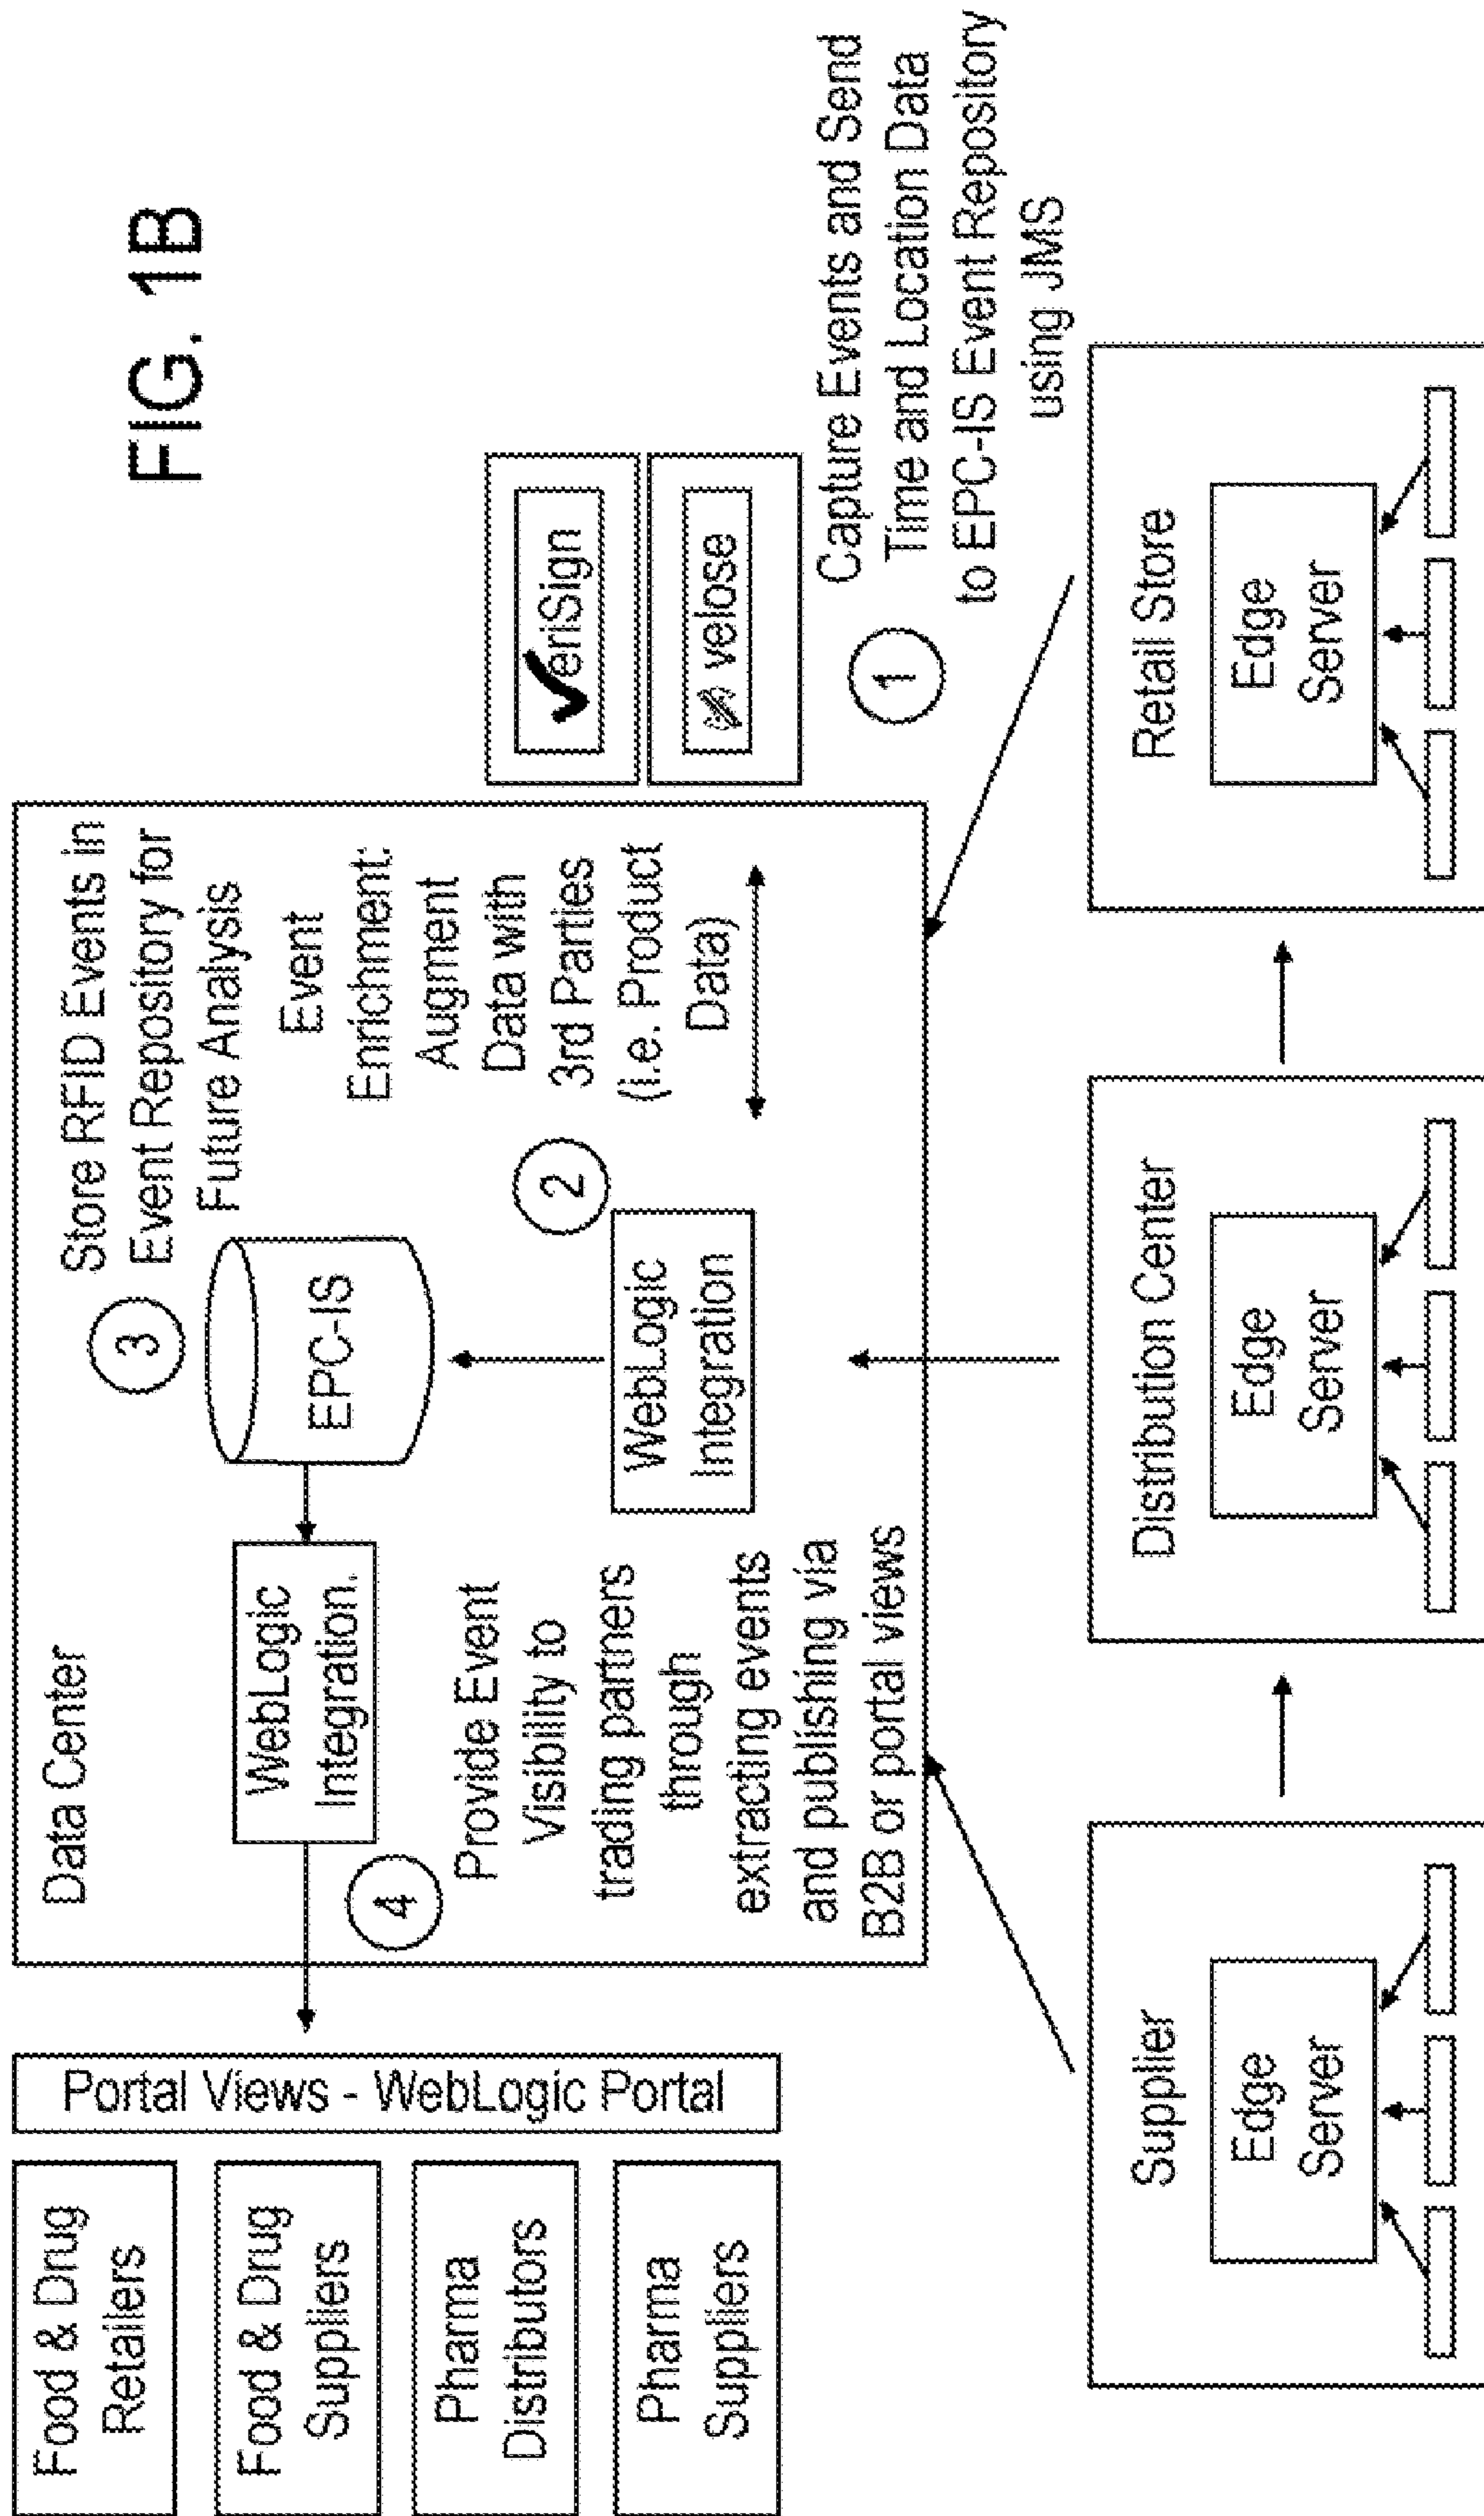 FIG. 1B
Food & Drug
Retailers
Food & Drug
Suppliers
Pharma
Distributors
Pharma
Suppliers
Portal Views - WebLogic Portal
Data Center
WebLogic
Integration.
4
Provide Event
Visibility to
trading partners
through
extracting events
and publishing via
B2B or portal views
3
Store RFID Events in
Event Repository for
Future Analysis
EPC-IS
2
Event
Enrichment:
Augment
Data with
3rd Parties
(i.e. Product
Data)
WebLogic
Integration
VeriSign
velose
1
Capture Events and Send
Time and Location Data
to EPC-IS Event Repository
using JMS
Supplier
Edge
Server
Distribution Center
Edge
Server
Retail Store
Edge
Server